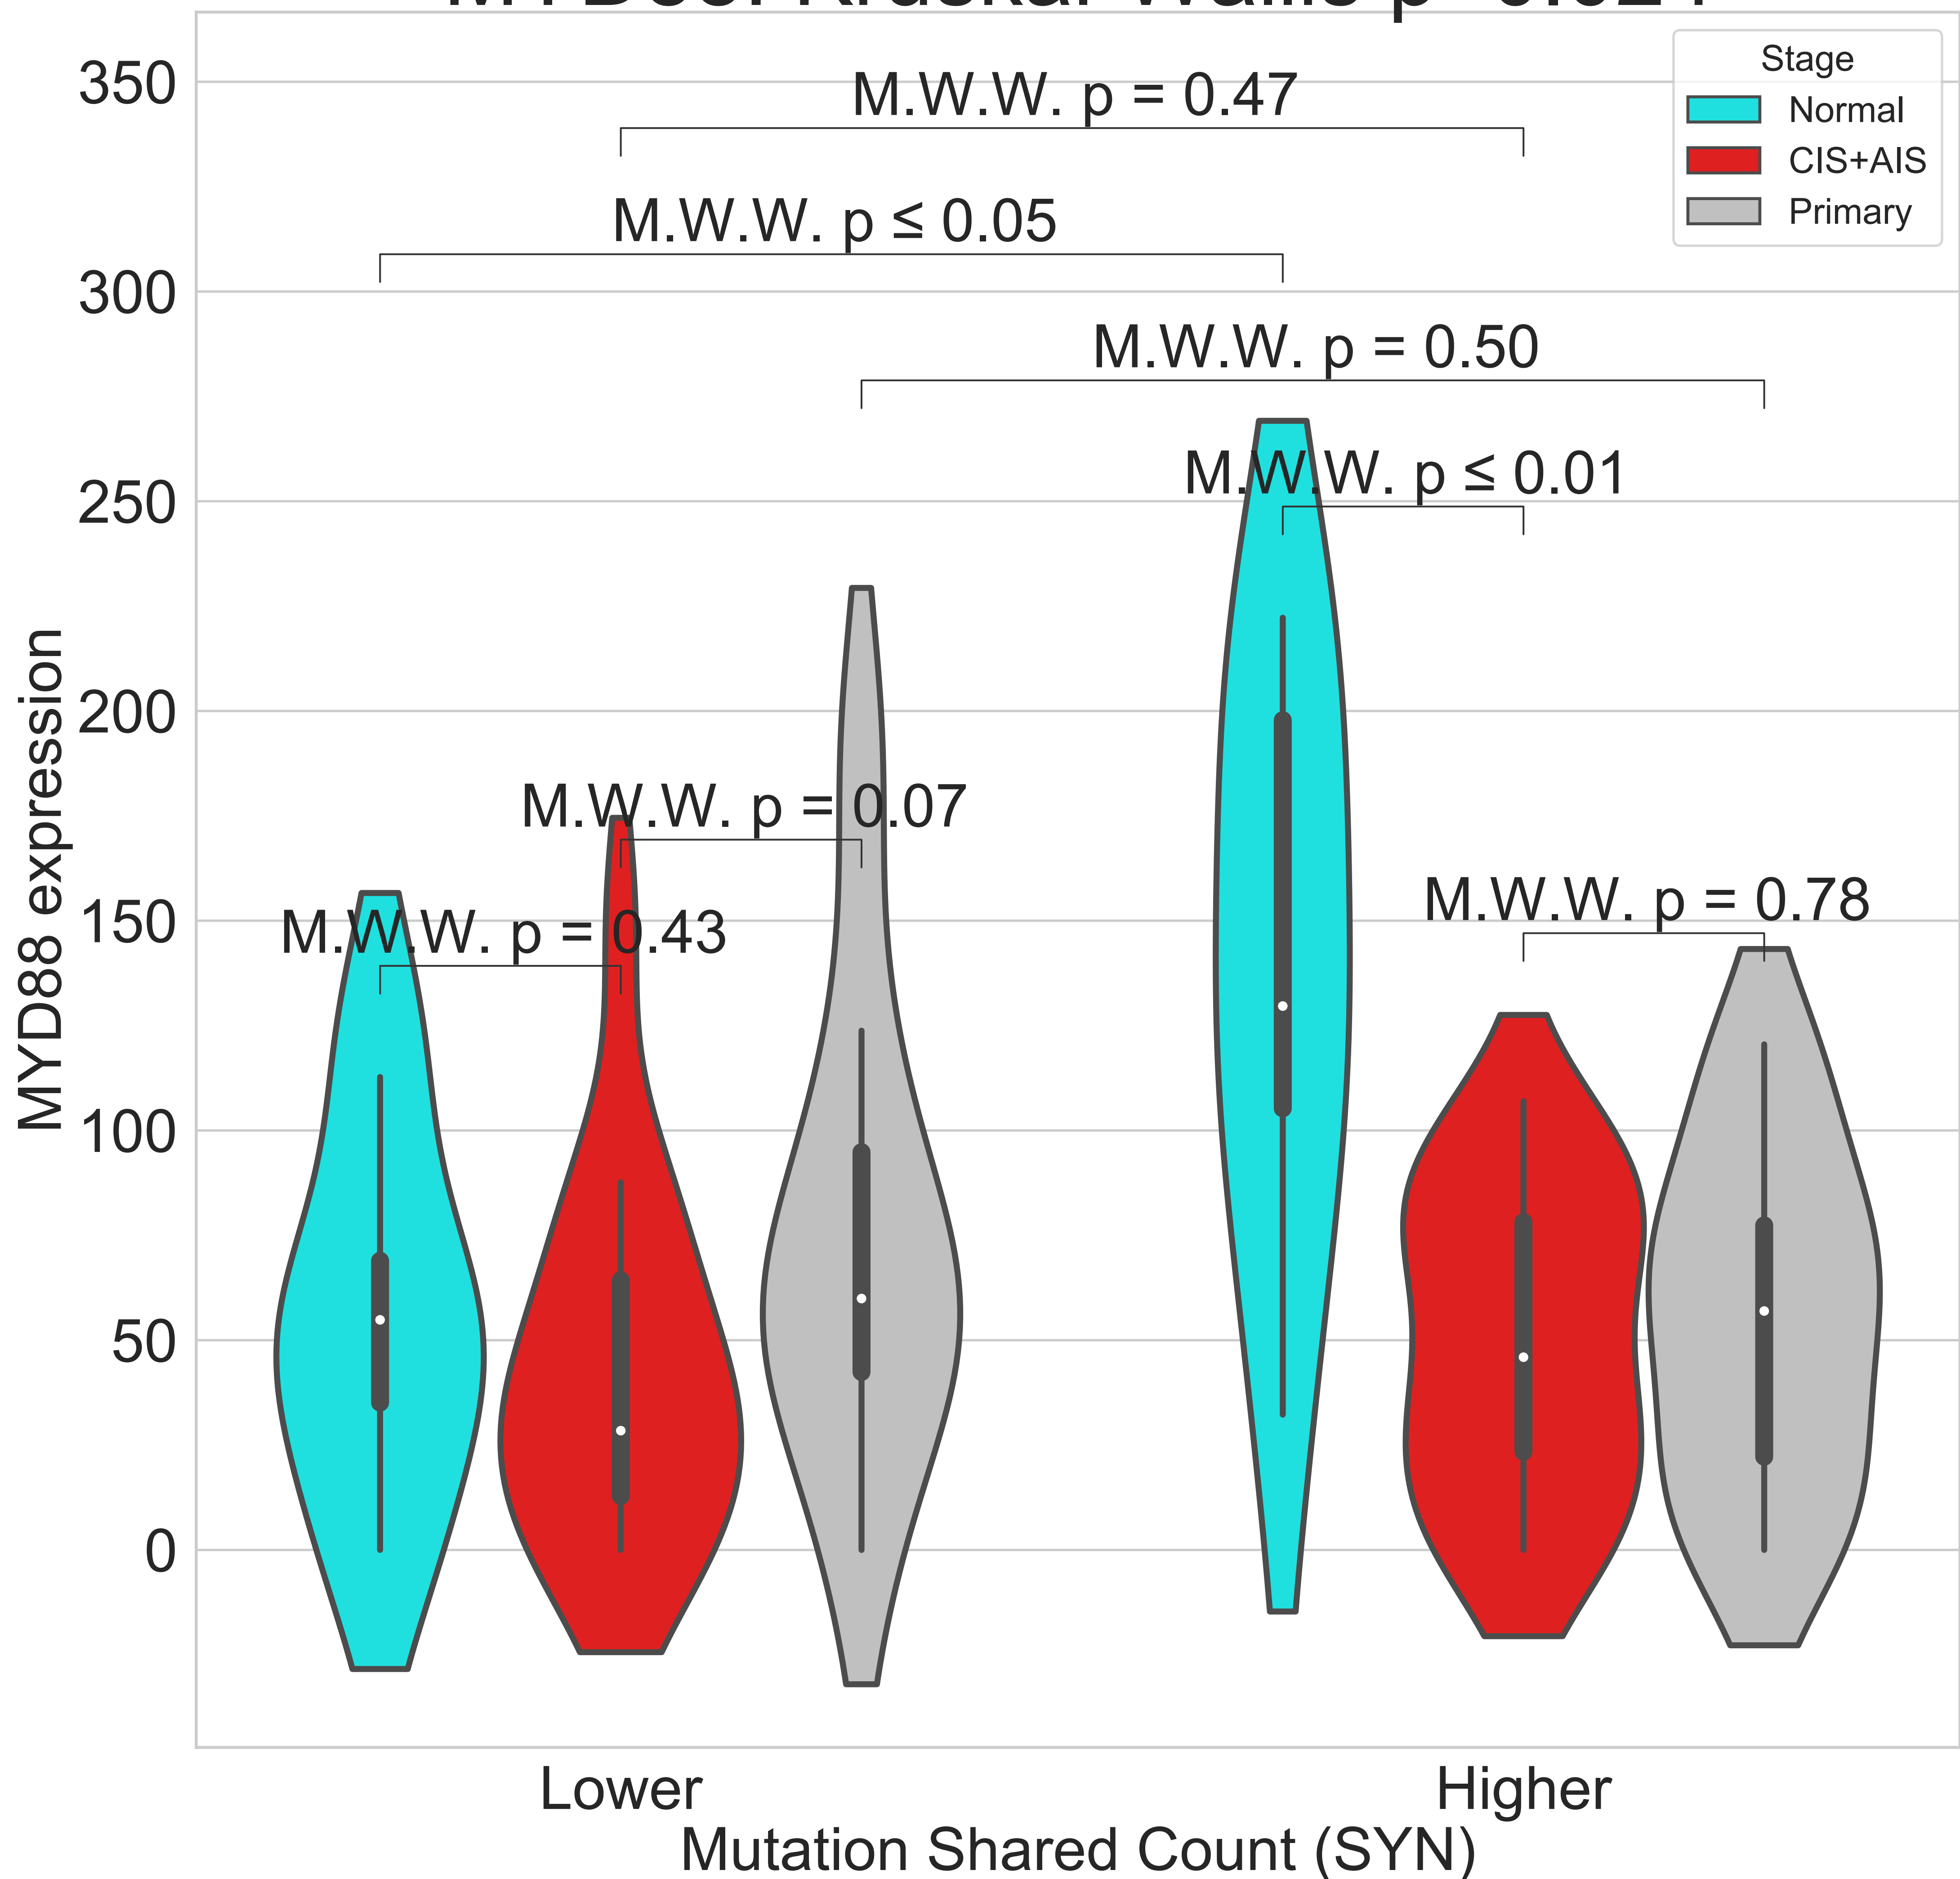 350
300
250
200
150
100
50
0
MYD88 expression
M.W.W. p = 0.47
M.W.W. p ≤ 0.05
M.W.W. p = 0.50
M.W.W. p ≤ 0.01
M.W.W. p = 0.07
M.W.W. p = 0.43
M.W.W. p = 0.78
Stage
Normal
CIS+AIS
Primary
Lower
Higher
Mutation Shared Count (SYN)